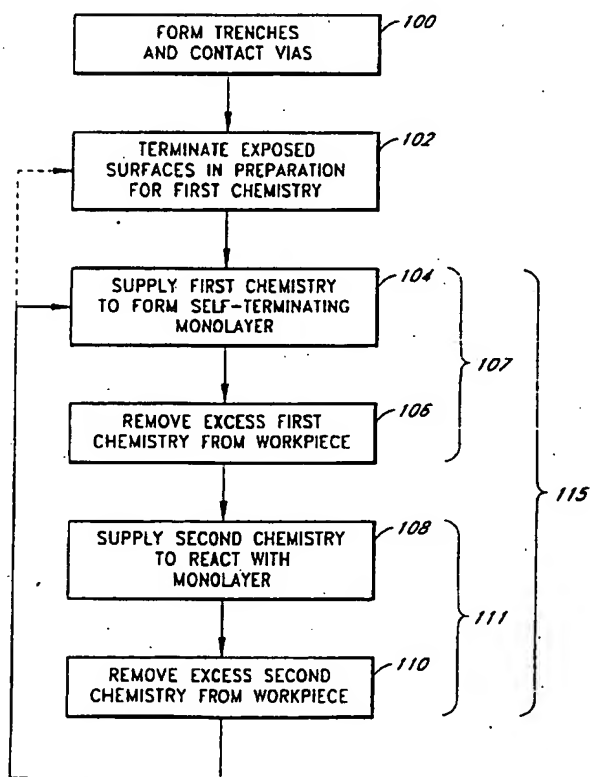 FORM TRENCHES
AND CONTACT VIAS
100
TERMINATE EXPOSED
SURFACES IN PREPARATION
FOR FIRST CHEMISTRY
102
SUPPLY FIRST CHEMISTRY
TO FORM SELF-TERMINATING
MONOLAYER
104
REMOVE EXCESS FIRST
CHEMISTRY FROM WORKPIECE
106
107
SUPPLY SECOND CHEMISTRY
TO REACT WITH
MONOLAYER
108
REMOVE EXCESS SECOND
CHEMISTRY FROM WORKPIECE
110
111
115